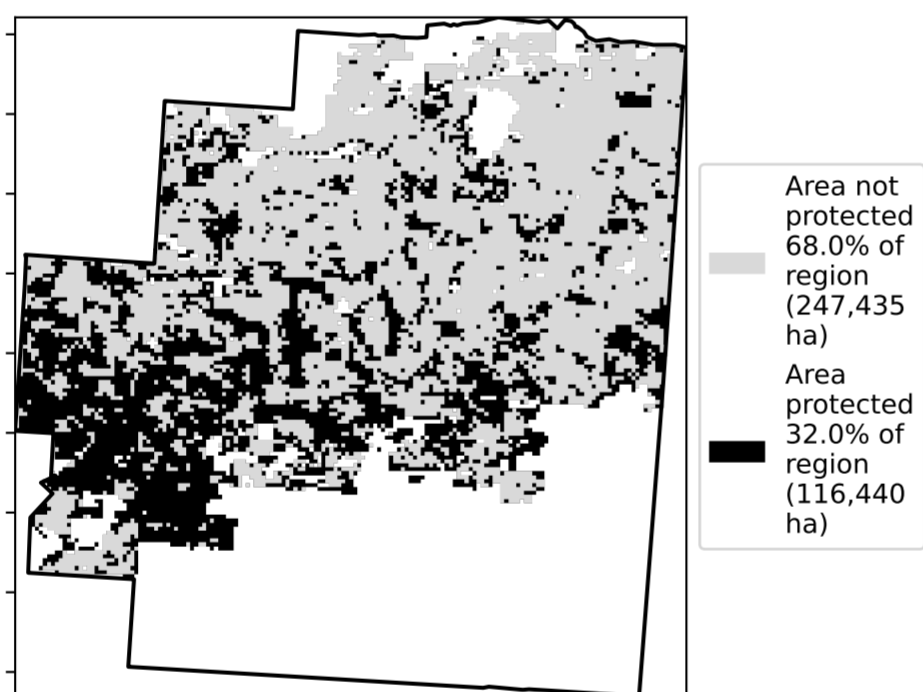 Area not
protected
68.0% of
region
(247,435
ha)
Area
protected
32.0% of
region
(116,440
ha)